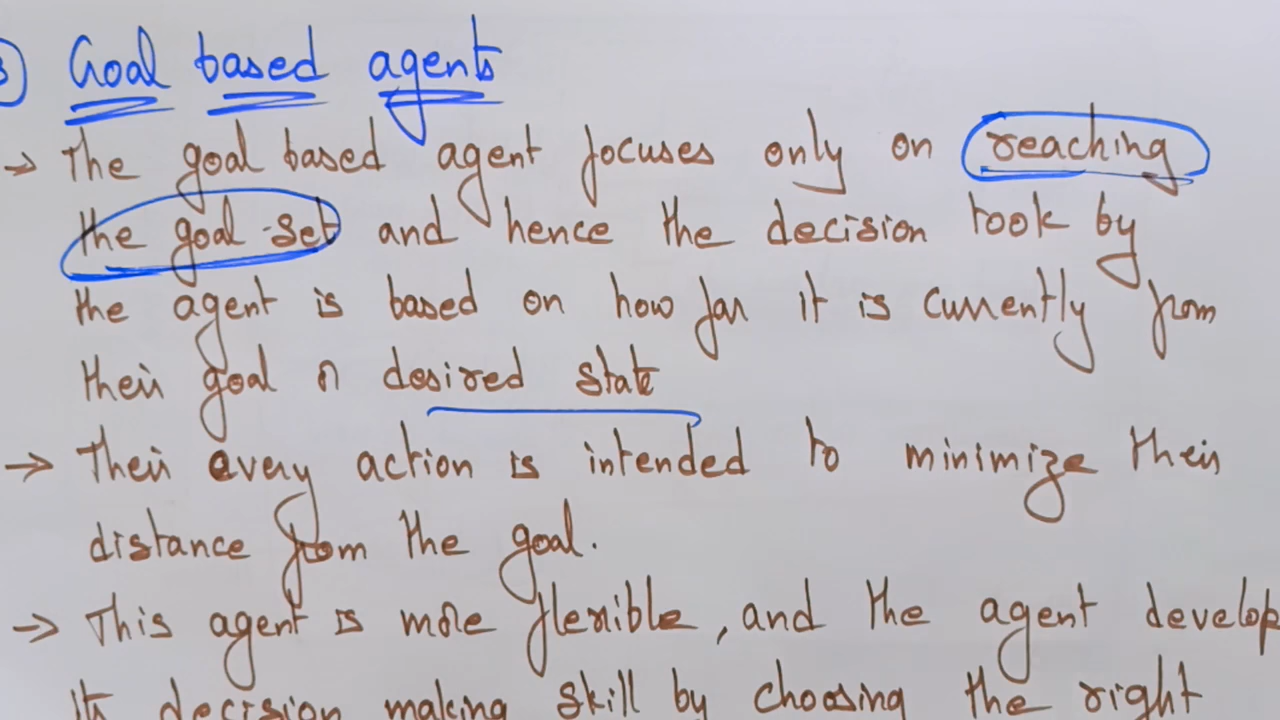 3) Goal based agents
→ The goal based agent focuses only on reaching
the goal-set and hence the decision took by
the agent is based on how far it is currently from
their goal or desired state
→ Their every action is intended to minimize their
distance from the goal.
→ This agent is more flexible, and the agent develop
its decision making skill by choosing the right